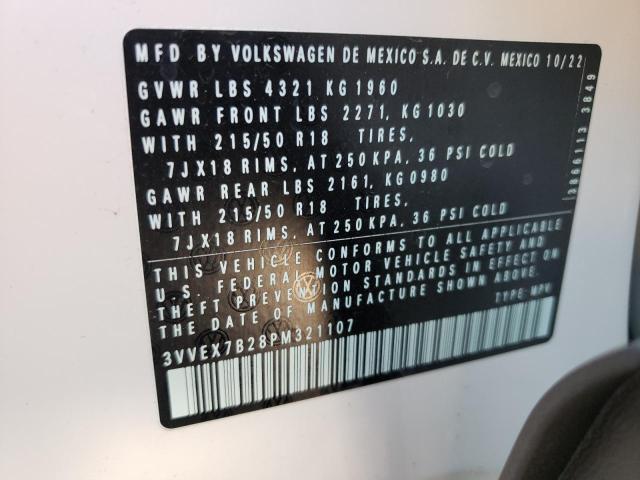 MFD BY VOLKSWAGEN DE MEXICO S.A. DE C.V. MEXICO 10/22
GVWR LBS 4321 KG 1960
GAWR FRONT LBS 2271, KG 1030
WITH 215/50 R18 TIRES,
7JX18 RIMS, AT 250 KPA, 36 PSI COLD
GAWR REAR LBS 2161, KG 0980
WITH 215/50 R18 TIRES,
7JX18 RIMS, AT 250 KPA, 36 PSI COLD
THIS VEHICLE CONFORMS TO ALL APPLICABLE
U.S. FEDERAL MOTOR VEHICLE SAFETY AND
THEFT PREVENTION STANDARDS IN EFFECT ON
THE DATE OF MANUFACTURE SHOWN ABOVE.
TYPE: MPV
3VVEX7B28PM321107
3849